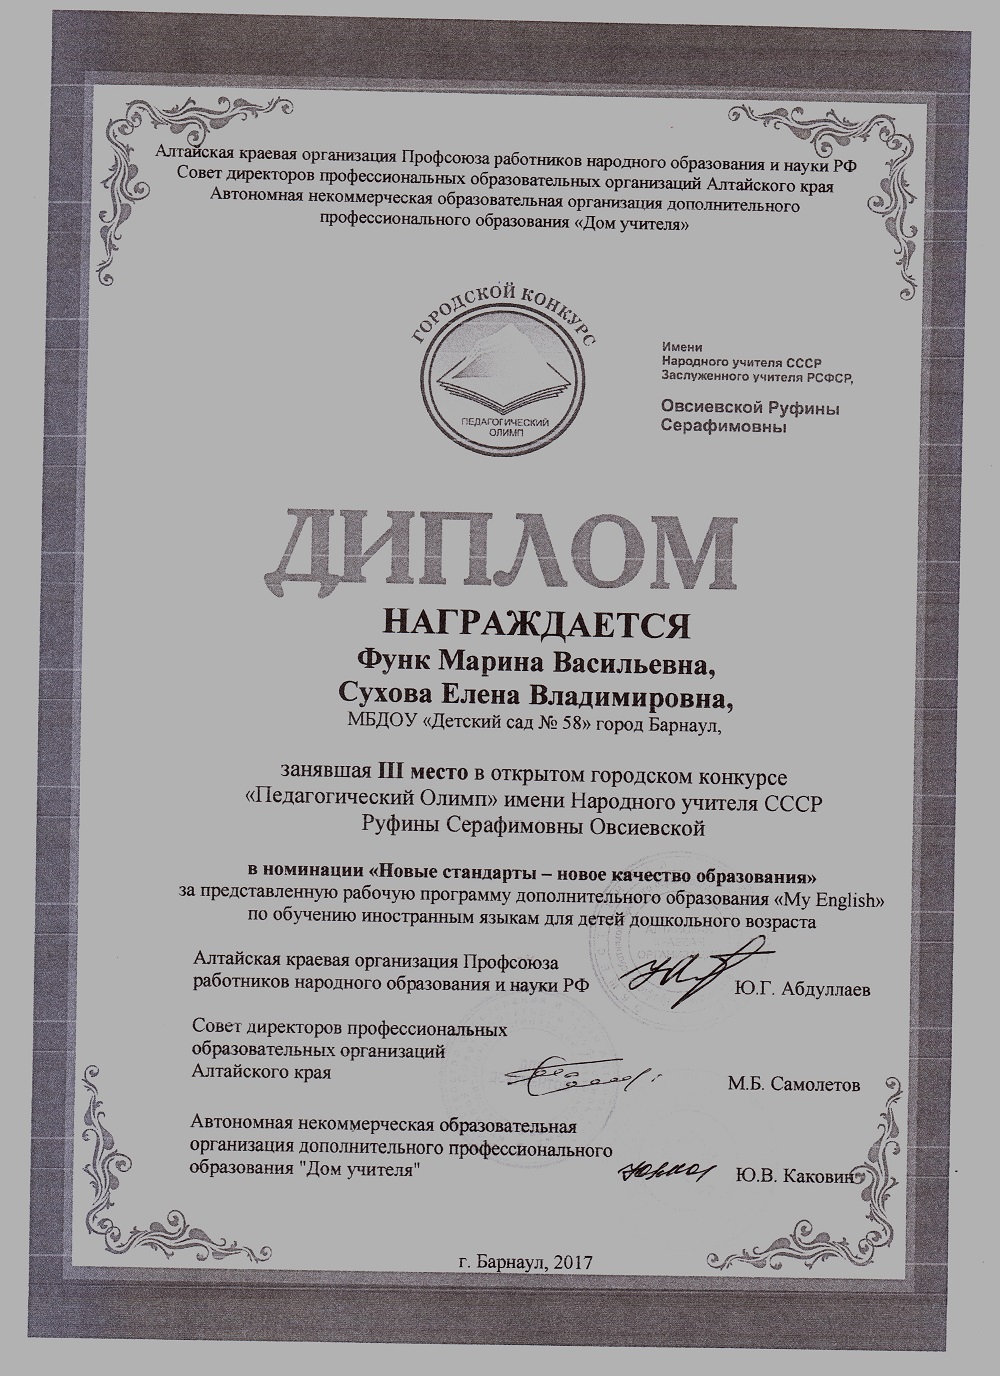 Алтайская краевая организация Профсоюза работников народного образования и науки РФ
Совет директоров профессиональных образовательных организаций Алтайского края
Автономная некоммерческая образовательная организация дополнительного
профессионального образования «Дом учителя»
ГОРОДСКОЙ КОНКУРС
ПЕДАГОГИЧЕСКИЙ
ОЛИМП
Имени
Народного учителя СССР
Заслуженного учителя РСФСР,
Овсиевской Руфины
Серафимовны
ДИПЛОМ
НАГРАЖДАЕТСЯ
Функ Марина Васильевна,
Сухова Елена Владимировна,
МБДОУ «Детский сад № 58» город Барнаул,
занявшая III место в открытом городском конкурсе
«Педагогический Олимп» имени Народного учителя СССР
Руфины Серафимовны Овсиевской
в номинации «Новые стандарты – новое качество образования»
за представленную рабочую программу дополнительного образования «My English»
по обучению иностранным языкам для детей дошкольного возраста
Алтайская краевая организация Профсоюза
работников народного образования и науки РФ
Ю.Г. Абдуллаев
Совет директоров профессиональных
образовательных организаций
Алтайского края
М.Б. Самолетов
Автономная некоммерческая образовательная
организация дополнительного профессионального
образования "Дом учителя"
Ю.В. Каковин
г. Барнаул, 2017